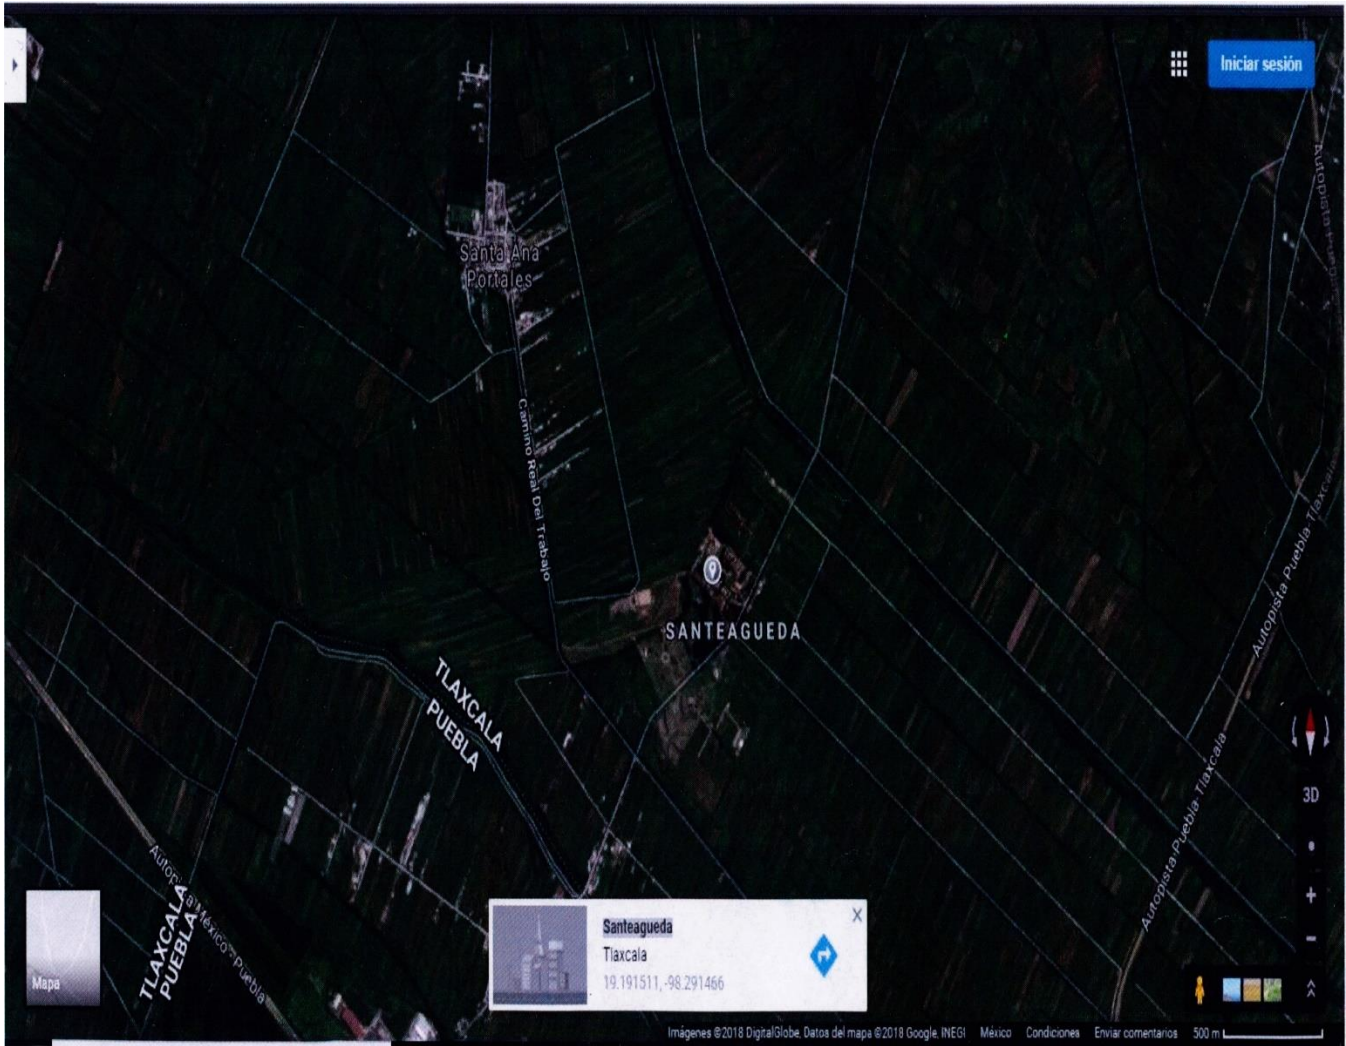 Iniciar sesión
Santa Ana
Portales
Camino Real Del Trabajo
SANTEAGUEDA
TLAXCALA
PUEBLA
Autopista Puebla-Tlaxcala
Autopista Puebla-Tlaxcala
3D
México - Puebla
TLAXCALA
PUEBLA
Mapa
Santeagueda
Tlaxcala
19.191511, -98.291466
Imágenes ©2018 DigitalGlobe, Datos del mapa ©2018 Google, INEGI México Condiciones Enviar comentarios 500 m